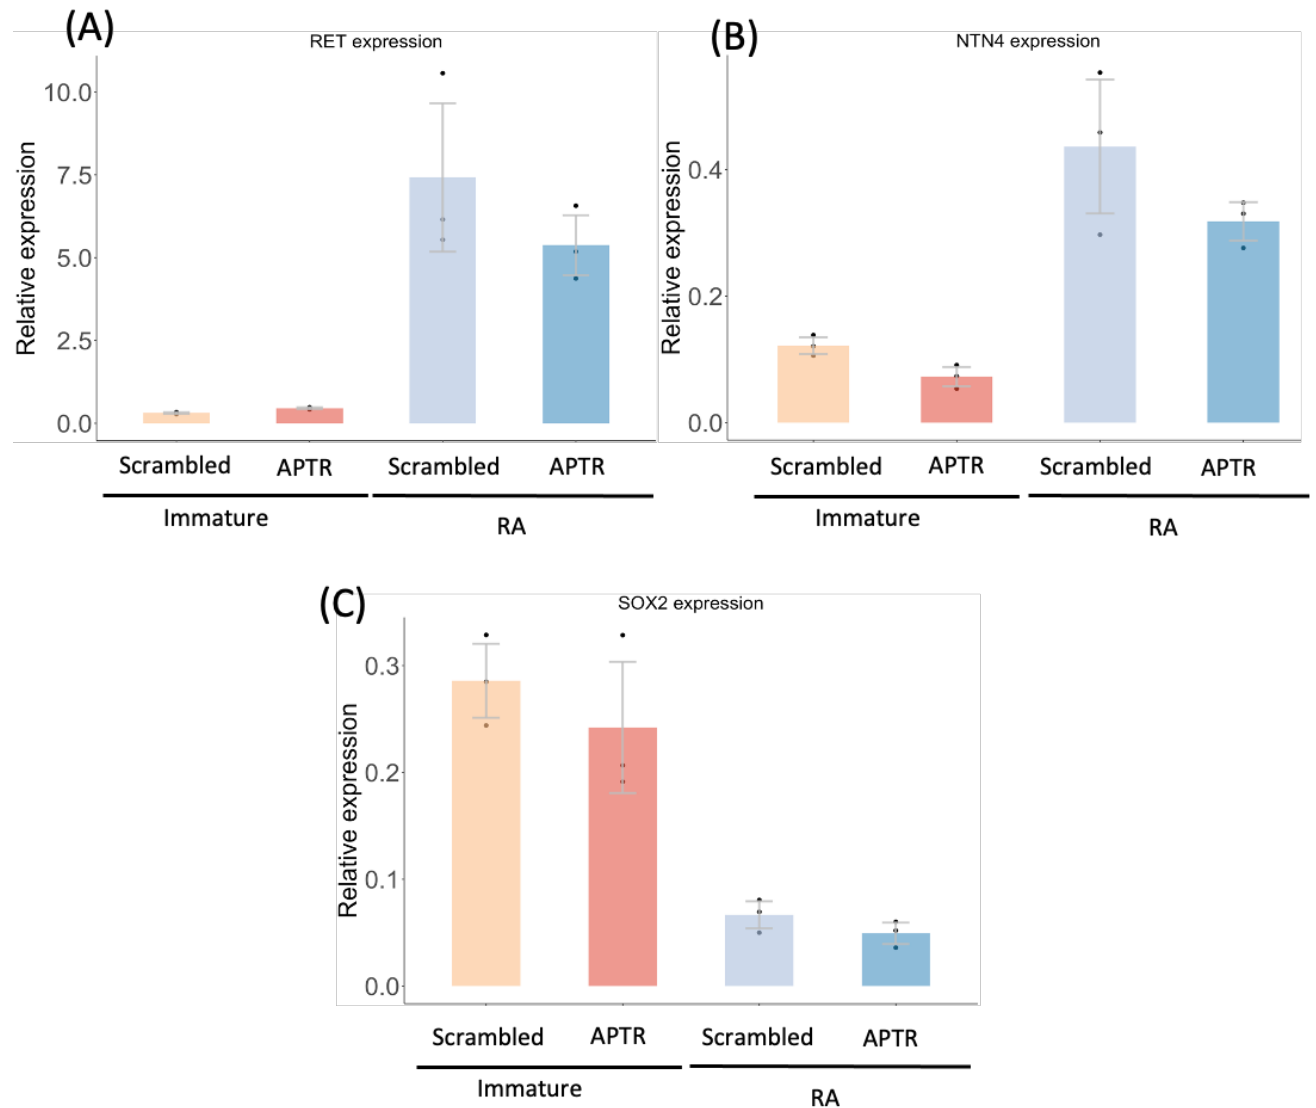 (A)
RET expression
Relative expression
10.0
7.5
5.0
2.5
0.0
Scrambled APTR Scrambled APTR
Immature RA
(B)
NTN4 expression
Relative expression
0.4
0.2
0.0
Scrambled APTR Scrambled APTR
Immature RA
(C)
SOX2 expression
Relative expression
0.3
0.2
0.1
0.0
Scrambled APTR Scrambled APTR
Immature RA